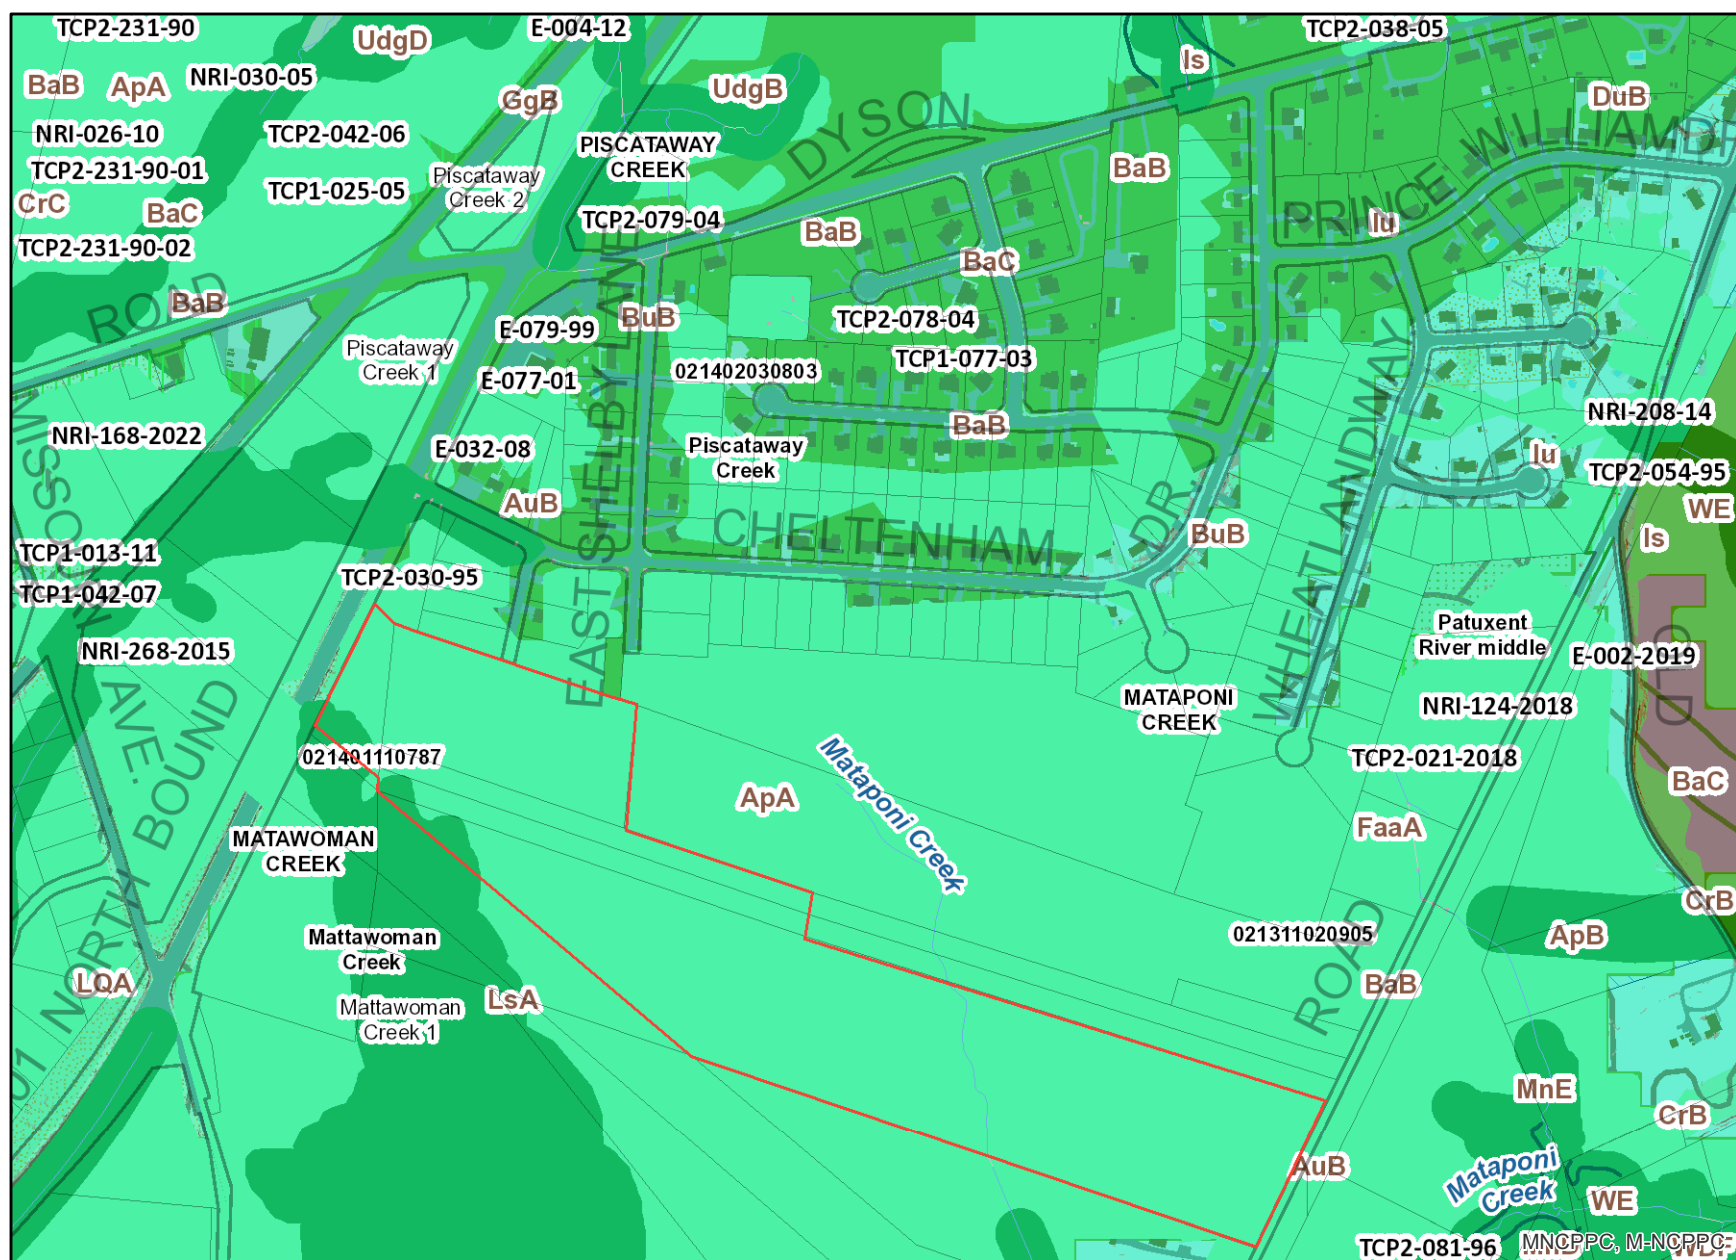 TCP2-231-90
UdgD
E-004-12
TCP2-038-05
BaB
ApA
NRI-030-05
GgB
UdgB
Is
DuB
NRI-026-10
TCP2-042-06
PISCATAWAY
CREEK
DYSON
TCP2-231-90-01
TCP1-025-05
Piscataway
Creek 2
BaB
PRINCE WILLIAM
CrC
BaC
TCP2-079-04
BaB
Iu
TCP2-231-90-02
BaC
ROAD
BaB
E-079-99
BuB
TCP2-078-04
Piscataway
Creek 1
E-077-01
021402030803
TCP1-077-03
NRI-168-2022
E-032-08
Piscataway
Creek
BaB
NRI-208-14
Iu
TCP2-054-95
AuB
EAST SHELBY LANE
CHELTENHAM
DR.
BuB
WHEATLAND WAY
WE
Is
TCP1-013-11
TCP2-030-95
TCP1-042-07
NRI-268-2015
Patuxent
River middle
E-002-2019
OLD
AVE.
MATAPONI
CREEK
NRI-124-2018
021401110787
Mataponi Creek
TCP2-021-2018
ApA
BaC
FaaA
MATAWOMAN
CREEK
01 NORTH BOUND
CrB
Mattawoman
Creek
021311020905
ApB
LQA
LsA
Mattawoman
Creek 1
ROAD
BaB
MnE
CrB
AuB
Mataponi
Creek
WE
TCP2-081-96
MNCPPC, M-NCPPC